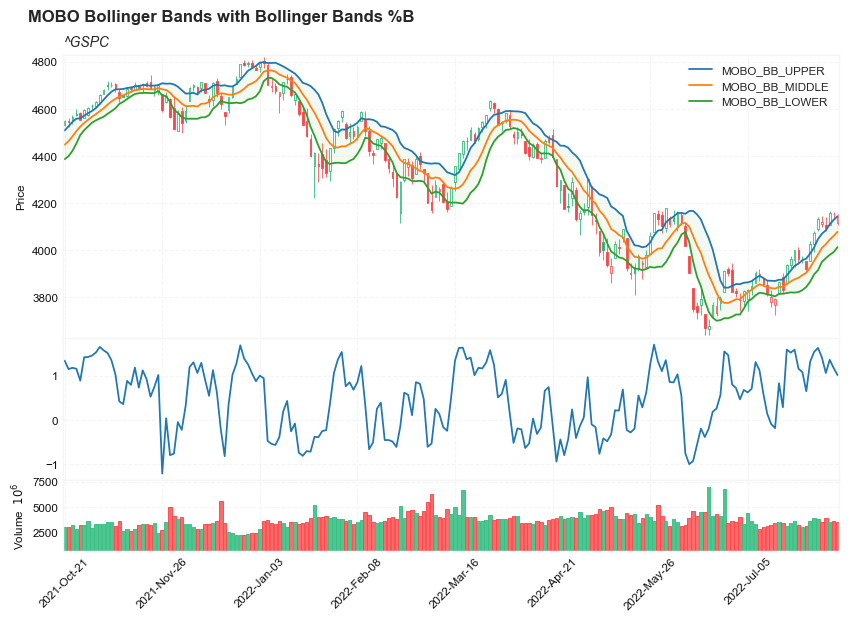 MOBO Bollinger Bands with Bollinger Bands %B
^GSPC
4800
4600
4400
4200
4000
3800
Price
MOBO_BB_UPPER
MOBO_BB_MIDDLE
MOBO_BB_LOWER
1
0
−1
7500
5000
2500
Volume 10^6
2021-Oct-21
2021-Nov-26
2022-Jan-03
2022-Feb-08
2022-Mar-16
2022-Apr-21
2022-May-26
2022-Jul-05